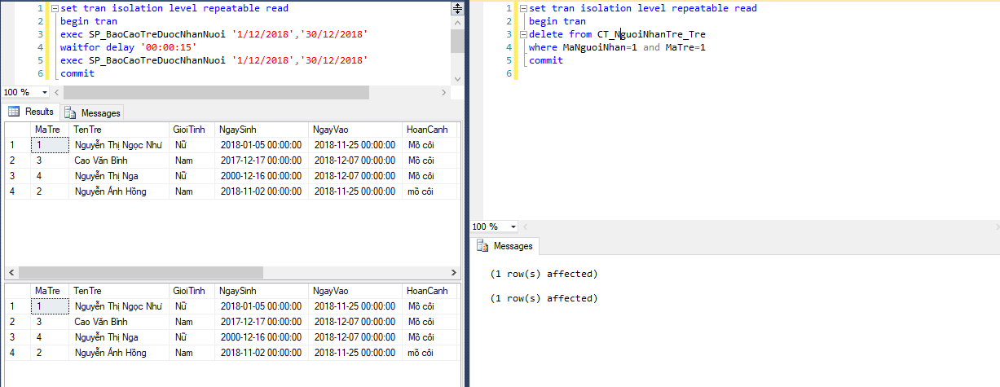 1 set tran isolation level repeatable read
2 begin tran
3 exec SP_BaoCaoTreDuocNhanNuoi '1/12/2018','30/12/2018'
4 waitfor delay '00:00:15'
5 exec SP_BaoCaoTreDuocNhanNuoi '1/12/2018','30/12/2018'
6 commit
100 %
Results Messages
MaTre TenTre GioiTinh NgaySinh NgayVao HoanCanh
1 1 Nguyễn Thị Ngọc Như Nữ 2018-01-05 00:00:00 2018-11-25 00:00:00 Mồ côi
2 3 Cao Văn Bình Nam 2017-12-17 00:00:00 2018-12-07 00:00:00 Mồ côi
3 4 Nguyễn Thị Nga Nữ 2000-12-16 00:00:00 2018-12-07 00:00:00 Mồ côi
4 2 Nguyễn Ánh Hồng Nam 2018-11-02 00:00:00 2018-11-25 00:00:00 mồ côi
MaTre TenTre GioiTinh NgaySinh NgayVao HoanCanh
1 1 Nguyễn Thị Ngọc Như Nữ 2018-01-05 00:00:00 2018-11-25 00:00:00 Mồ côi
2 3 Cao Văn Bình Nam 2017-12-17 00:00:00 2018-12-07 00:00:00 Mồ côi
3 4 Nguyễn Thị Nga Nữ 2000-12-16 00:00:00 2018-12-07 00:00:00 Mồ côi
4 2 Nguyễn Ánh Hồng Nam 2018-11-02 00:00:00 2018-11-25 00:00:00 mồ côi
1 set tran isolation level repeatable read
2 begin tran
3 delete from CT_NguoiNhanTre_Tre
4 where MaNguoiNhan=1 and MaTre=1
5 commit
6
100 %
Messages
(1 row(s) affected)
(1 row(s) affected)